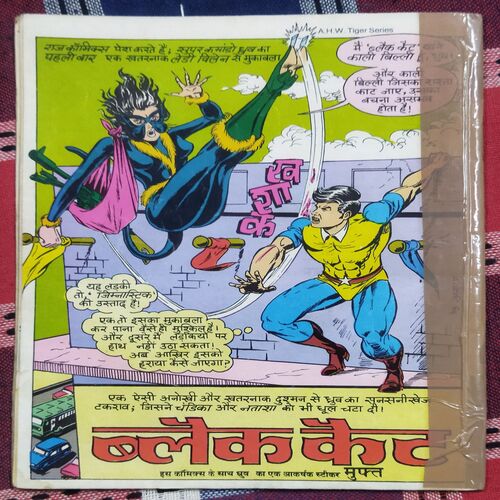 A.H.W. Tiger Series
राज कॉमिक्स पेश करते हैं; सुपर कमांडो ध्रुव का
पहली बार एक खतरनाक लेडी विलेन से मुकाबला
मैं 'ब्लैक कैट'
काली बिल्ली है,
और काली
बिल्ली जिसका रास्ता
काट जाए, उसका
बचना असंभव
होता है!
खशाक
यह लड़की
तो, 'जिम्नास्टिक'
की उस्ताद है!
एक तो इसका मुकाबला
कर पाना वैसे ही मुश्किल है!
और दूसरे मैं लड़कियों पर
हाथ नहीं उठा सकता!
अब आखिर इसको
हराया कैसे जाएगा?
एक ऐसी अनोखी और खतरनाक दुश्मन से ध्रुव का सनसनीखेज
टकराव; जिसने चंडिका और नताशा को भी धूल चटा दी!
ब्लैक कैट
इस कॉमिक्स के साथ ध्रुव का एक आकर्षक स्टीकर मुफ्त